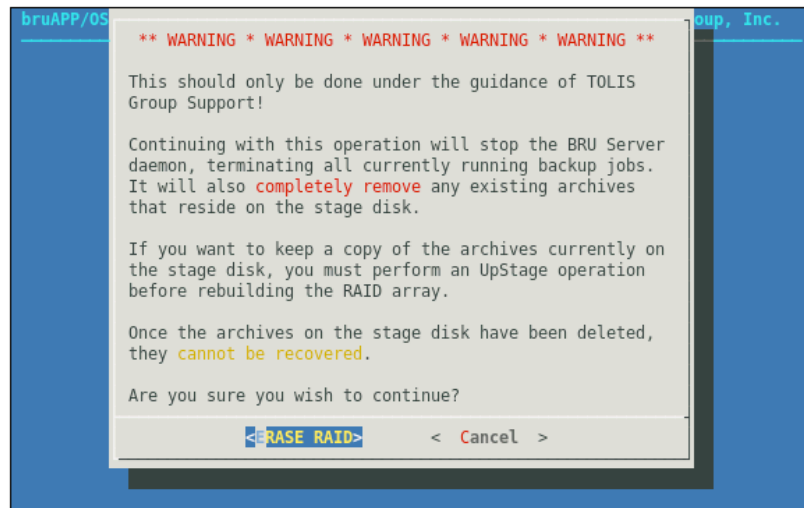 bruAPP/OS
oup, Inc.
** WARNING * WARNING * WARNING * WARNING * WARNING **
This should only be done under the guidance of TOLIS
Group Support!
Continuing with this operation will stop the BRU Server
daemon, terminating all currently running backup jobs.
It will also completely remove any existing archives
that reside on the stage disk.
If you want to keep a copy of the archives currently on
the stage disk, you must perform an UpStage operation
before rebuilding the RAID array.
Once the archives on the stage disk have been deleted,
they cannot be recovered.
Are you sure you wish to continue?
<ERASE RAID> < Cancel >